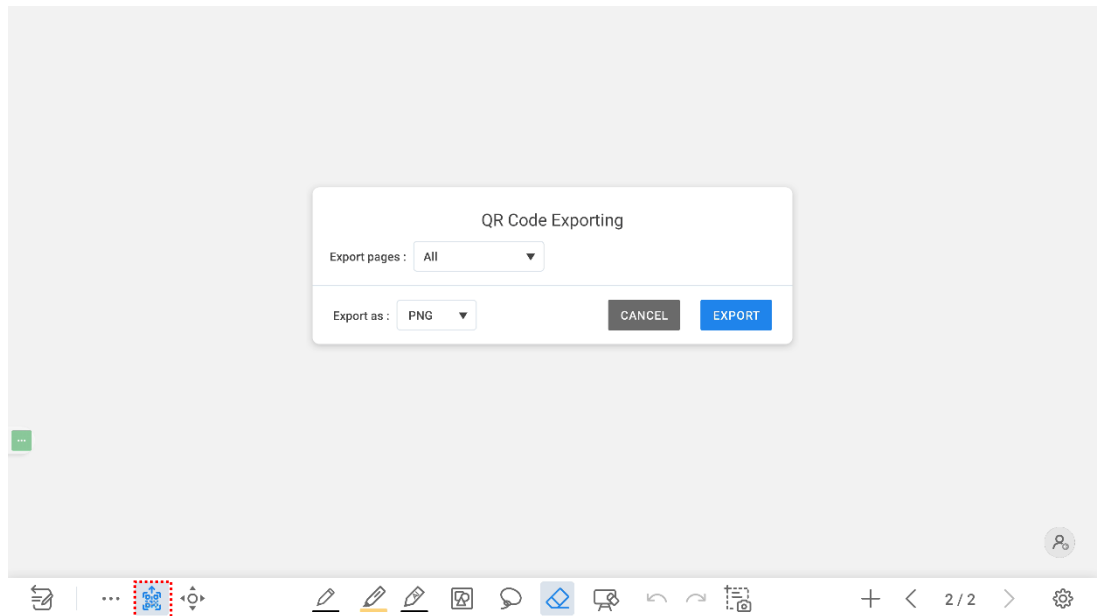 QR Code Exporting
Export pages : All
Export as : PNG CANCEL EXPORT
2 / 2